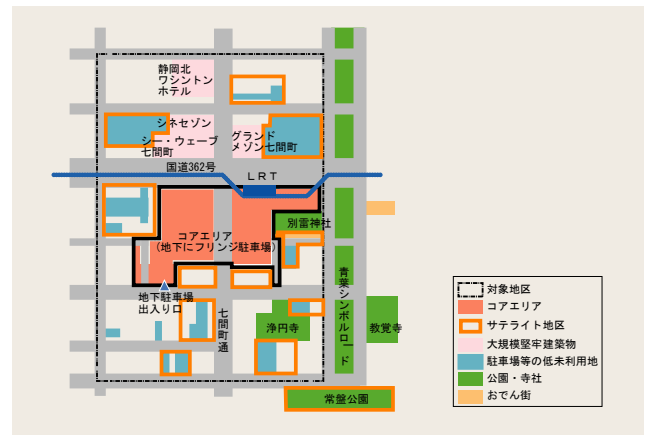 静岡北
ワシントン
ホテル
シネセゾン
シー・ウェーブ
七間町
グランド
メゾン七間町
国道362号
ＬＲＴ
別雷神社
コアエリア
（地下にフリンジ駐車場）
地下駐車場
出入り口
七間町通
浄円寺
青葉シンボルロード
教覚寺
常盤公園
対象地区
コアエリア
サテライト地区
大規模堅牢建築物
駐車場等の低未利用地
公園・寺社
おでん街